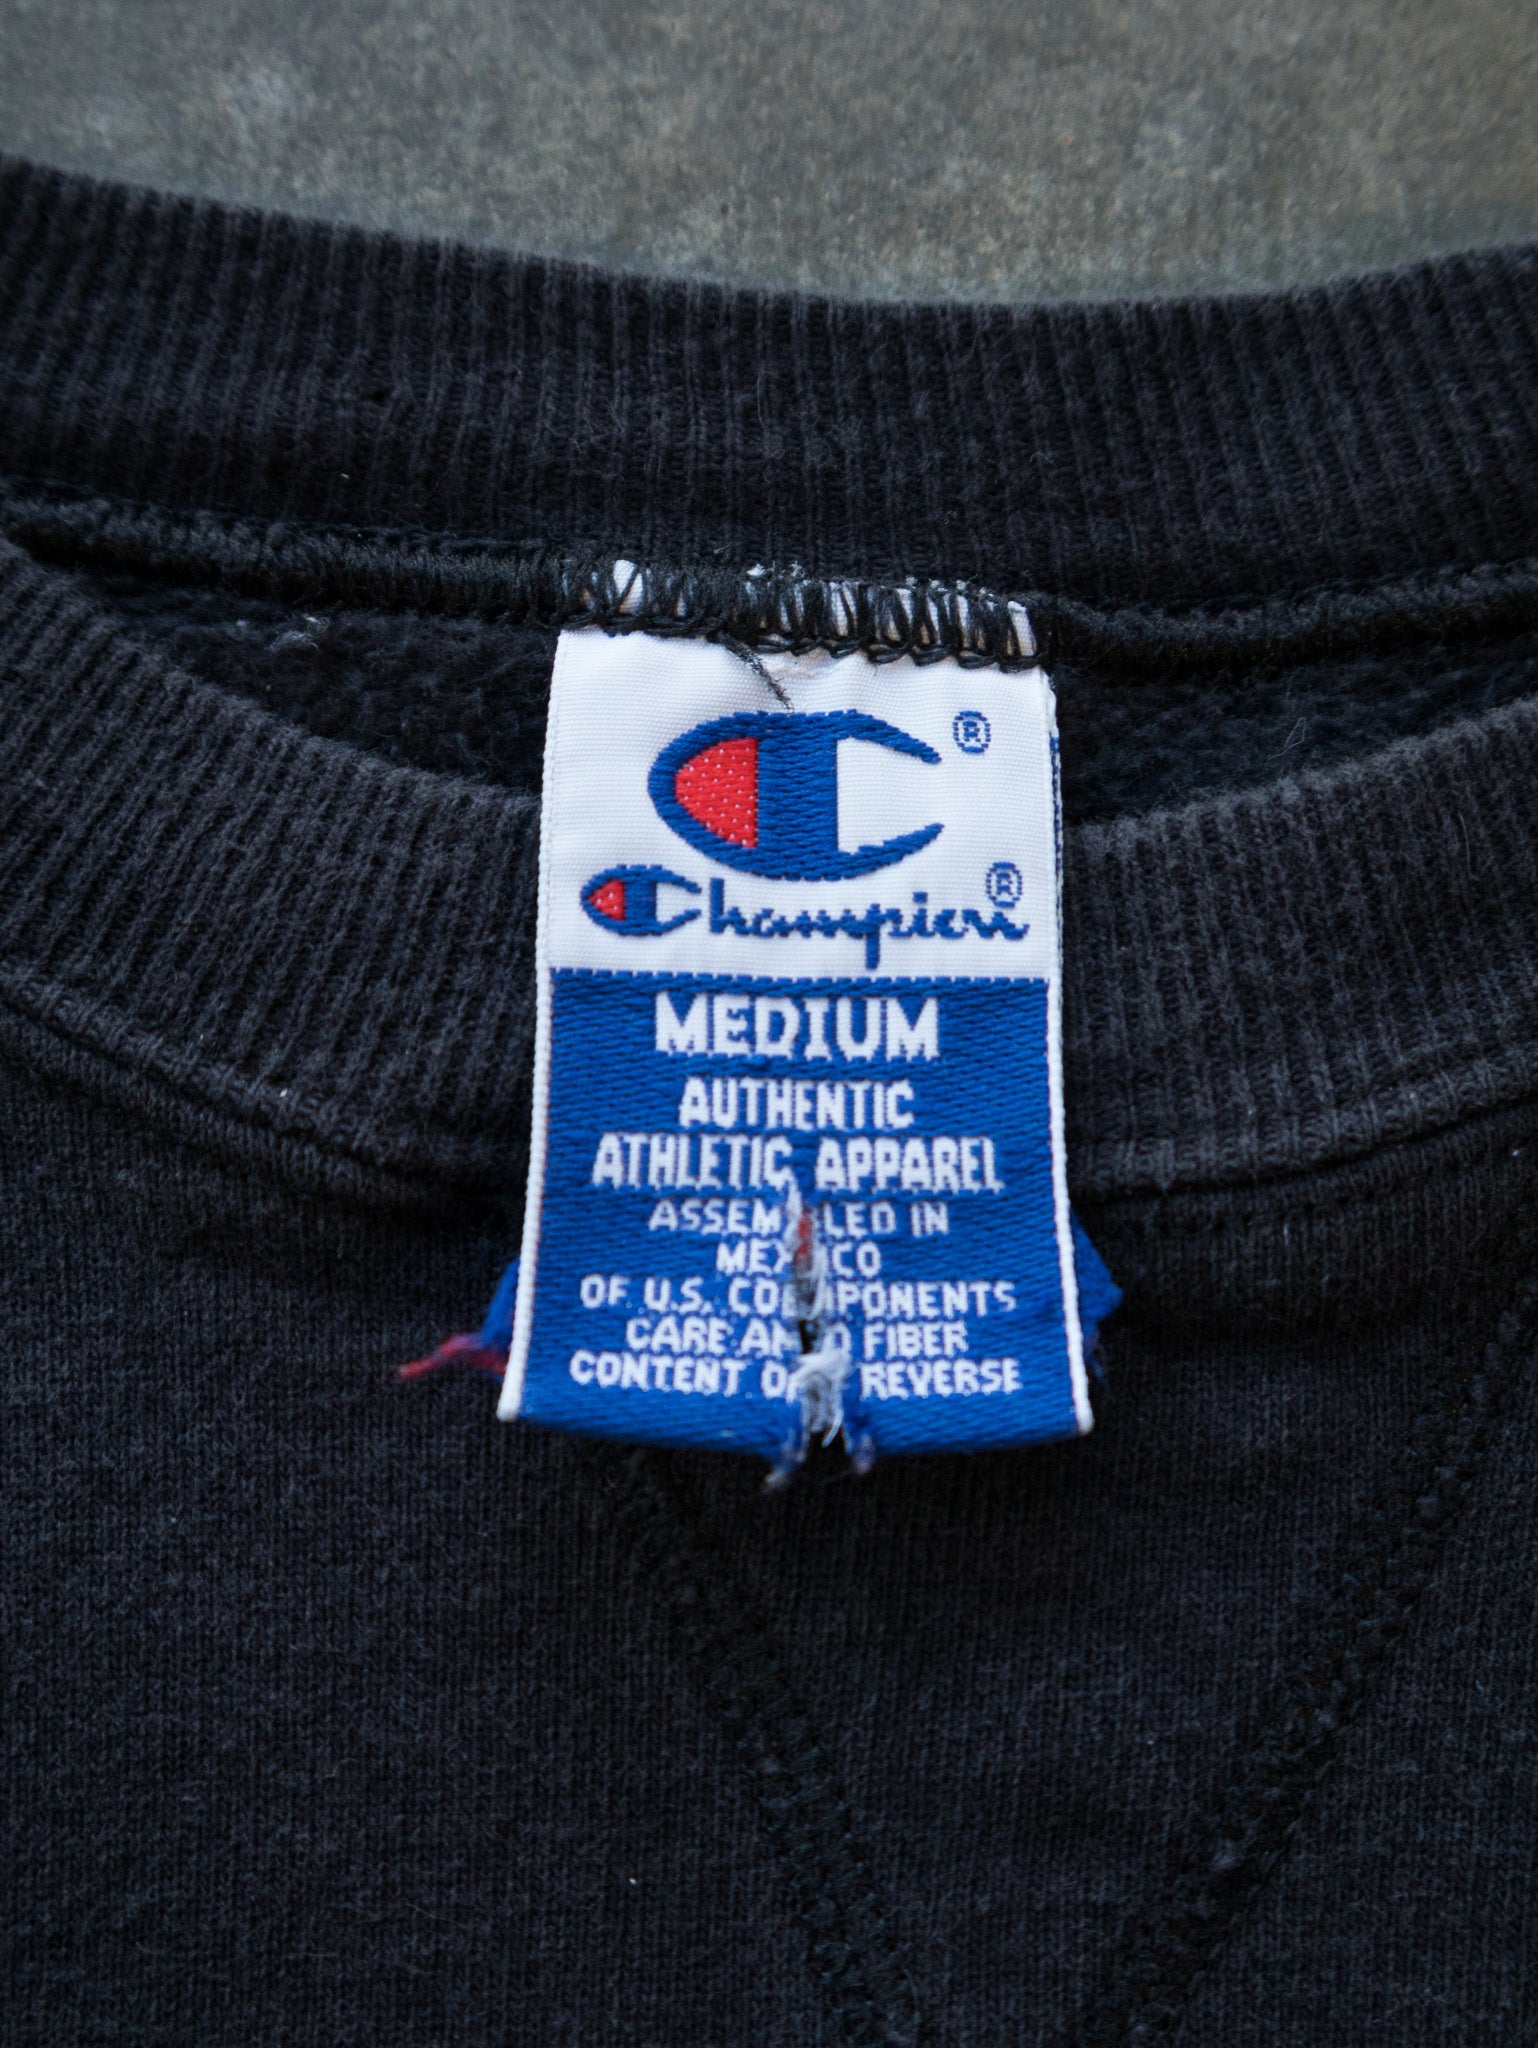 ®
Champion®
MEDIUM
AUTHENTIC
ATHLETIC APPAREL
ASSEMBLED IN
MEXICO
OF U.S. COMPONENTS
CARE AND FIBER
CONTENT ON REVERSE